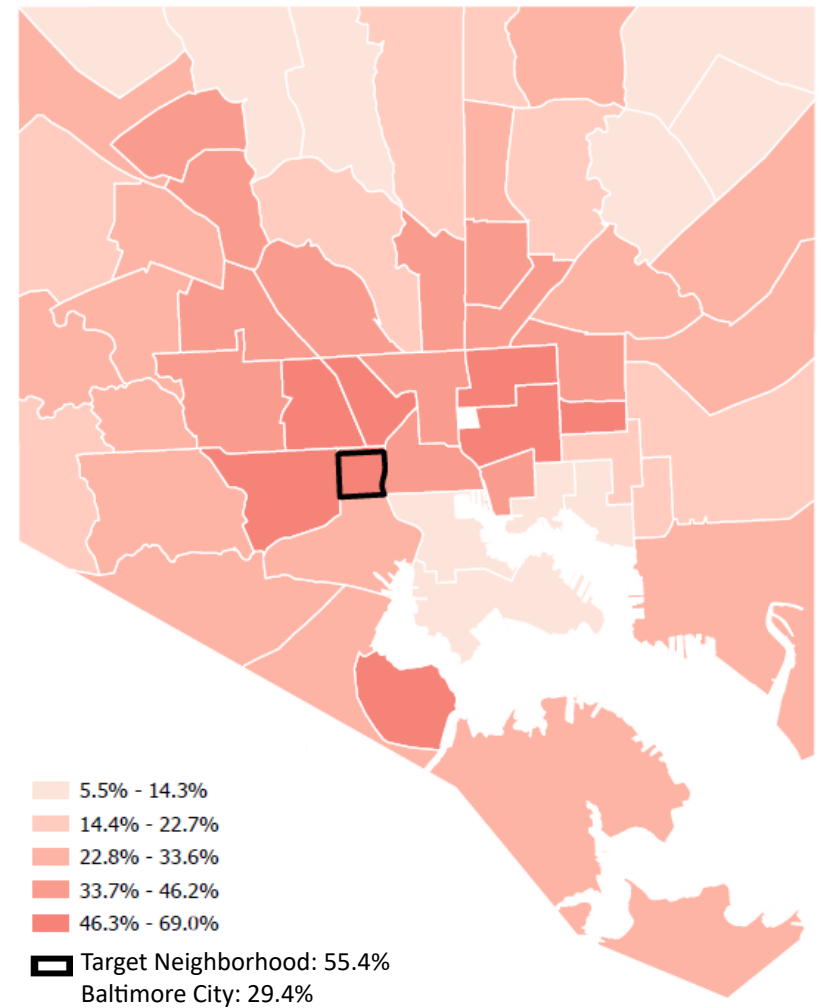 5.5% - 14.3%
14.4% - 22.7%
22.8% - 33.6%
33.7% - 46.2%
46.3% - 69.0%
Target Neighborhood: 55.4%
Baltimore City: 29.4%